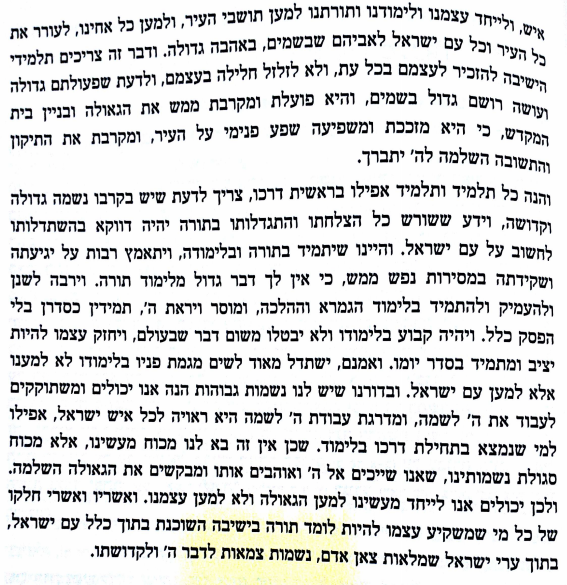 איש, ולייחד עצמנו ולימודנו ותורתנו למען תושבי העיר, ולמען כל אחינו, לעורר את
כל העיר וכל עם ישראל לאביהם שבשמים, באהבה גדולה. ודבר זה צריכים תלמידי
הישיבה להזכיר לעצמם בכל עת, ולא לזלזל חלילה בעצמם, ולדעת שפעולתם גדולה
ועושה רושם גדול בשמים, והיא פועלת ומקרבת ממש את הגאולה ובניין בית
המקדש, כי היא מזככת ומשפיעה שפע פנימי על העיר, ומקרבת את התיקון
והתשובה השלמה לה' יתברך.
והנה כל תלמיד ותלמיד אפילו בראשית דרכו, צריך לדעת שיש בקרבו נשמה גדולה
וקדושה, וידע ששורש כל הצלחתו והתגדלותו בתורה יהיה דווקא בהשתדלותו
לחשוב על עם ישראל. והיינו שיתמיד בתורה ובלימודה, ויתאמץ רבות על יגיעתה
ושקידתה במסירות נפש ממש, כי אין לך דבר גדול מלימוד תורה. וירבה לשנן
ולהעמיק ולהתמיד בלימוד הגמרא וההלכה, ומוסר ויראת ה', תמידין כסדרן בלי
הפסק כלל. ויהיה קבוע בלימודו ולא יבטלו משום דבר שבעולם, ויחזק עצמו להיות
יציב ומתמיד בסדר יומו. ואמנם, ישתדל מאוד לשים מגמת פניו בלימודו לא למענו
אלא למען עם ישראל. ובדורנו שיש לנו נשמות גבוהות הנה אנו יכולים ומשתוקקים
לעבוד את ה' לשמה, ומדרגת עבודת ה' לשמה היא ראויה לכל איש ישראל, אפילו
למי שנמצא בתחילת דרכו בלימוד. שכן אין זה בא לנו מכוח מעשינו, אלא מכוח
סגולת נשמותינו, שאנו שייכים אל ה' ואוהבים אותו ומבקשים את הגאולה השלמה.
ולכן יכולים אנו לייחד מעשינו למען הגאולה ולא למען עצמנו. ואשריו ואשרי חלקו
של כל מי שמשקיע עצמו להיות לומד תורה בישיבה השוכנת בתוך כלל עם ישראל,
בתוך ערי ישראל שמלאות צאן אדם, נשמות צמאות לדבר ה' ולקדושתו.